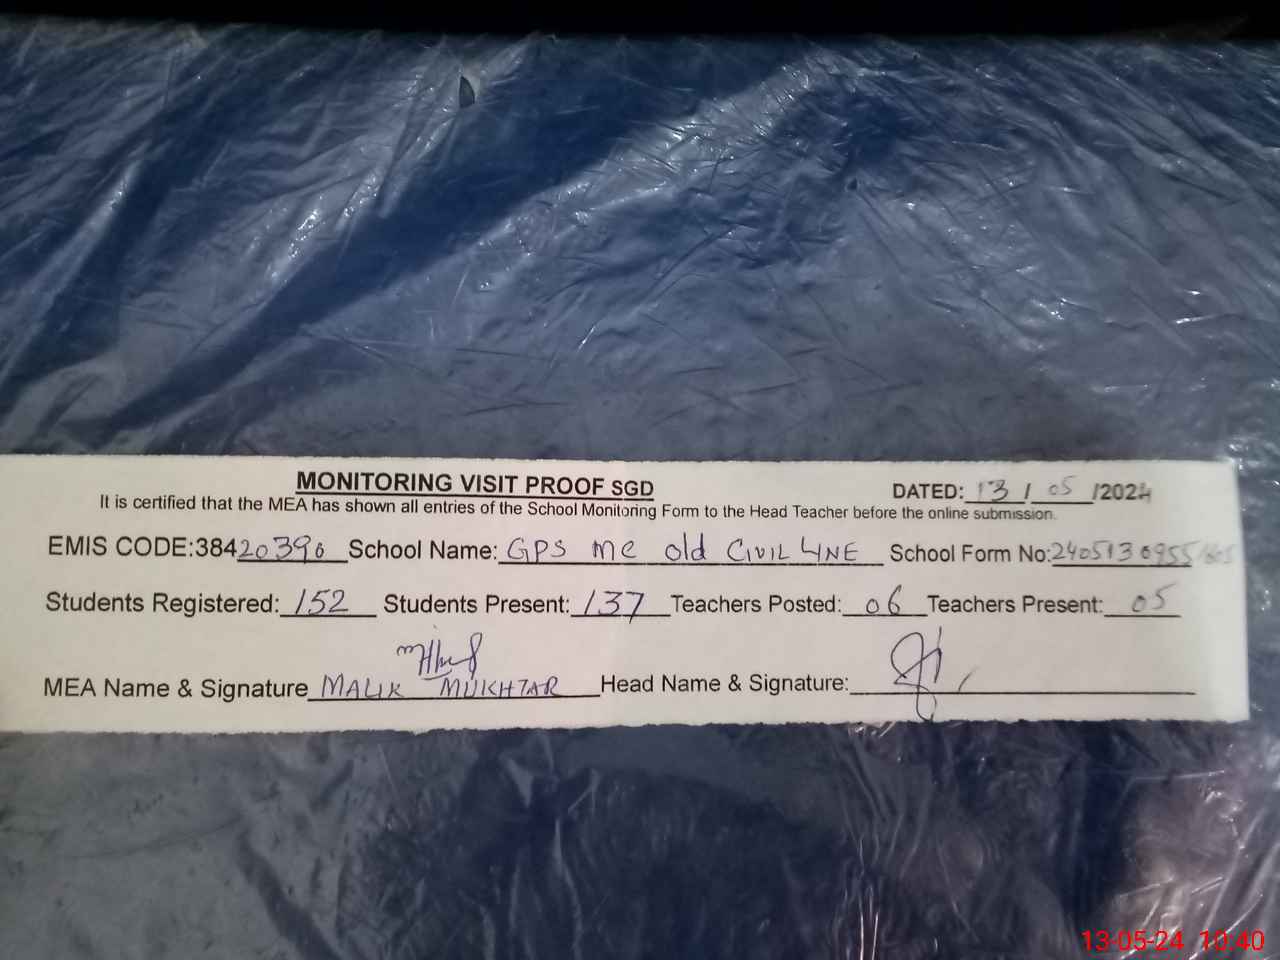 MONITORING VISIT PROOF SGD DATED: 13 / 05 /2024
It is certified that the MEA has shown all entries of the School Monitoring Form to the Head Teacher before the online submission.
EMIS CODE:38420390 School Name: GPS MC old CIVIL LINE School Form No:2405130955
Students Registered: 152 Students Present: 137 Teachers Posted: 06 Teachers Present: 05
MEA Name & Signature MALIK MUKHTAR Head Name & Signature:
13-05-24 10:40